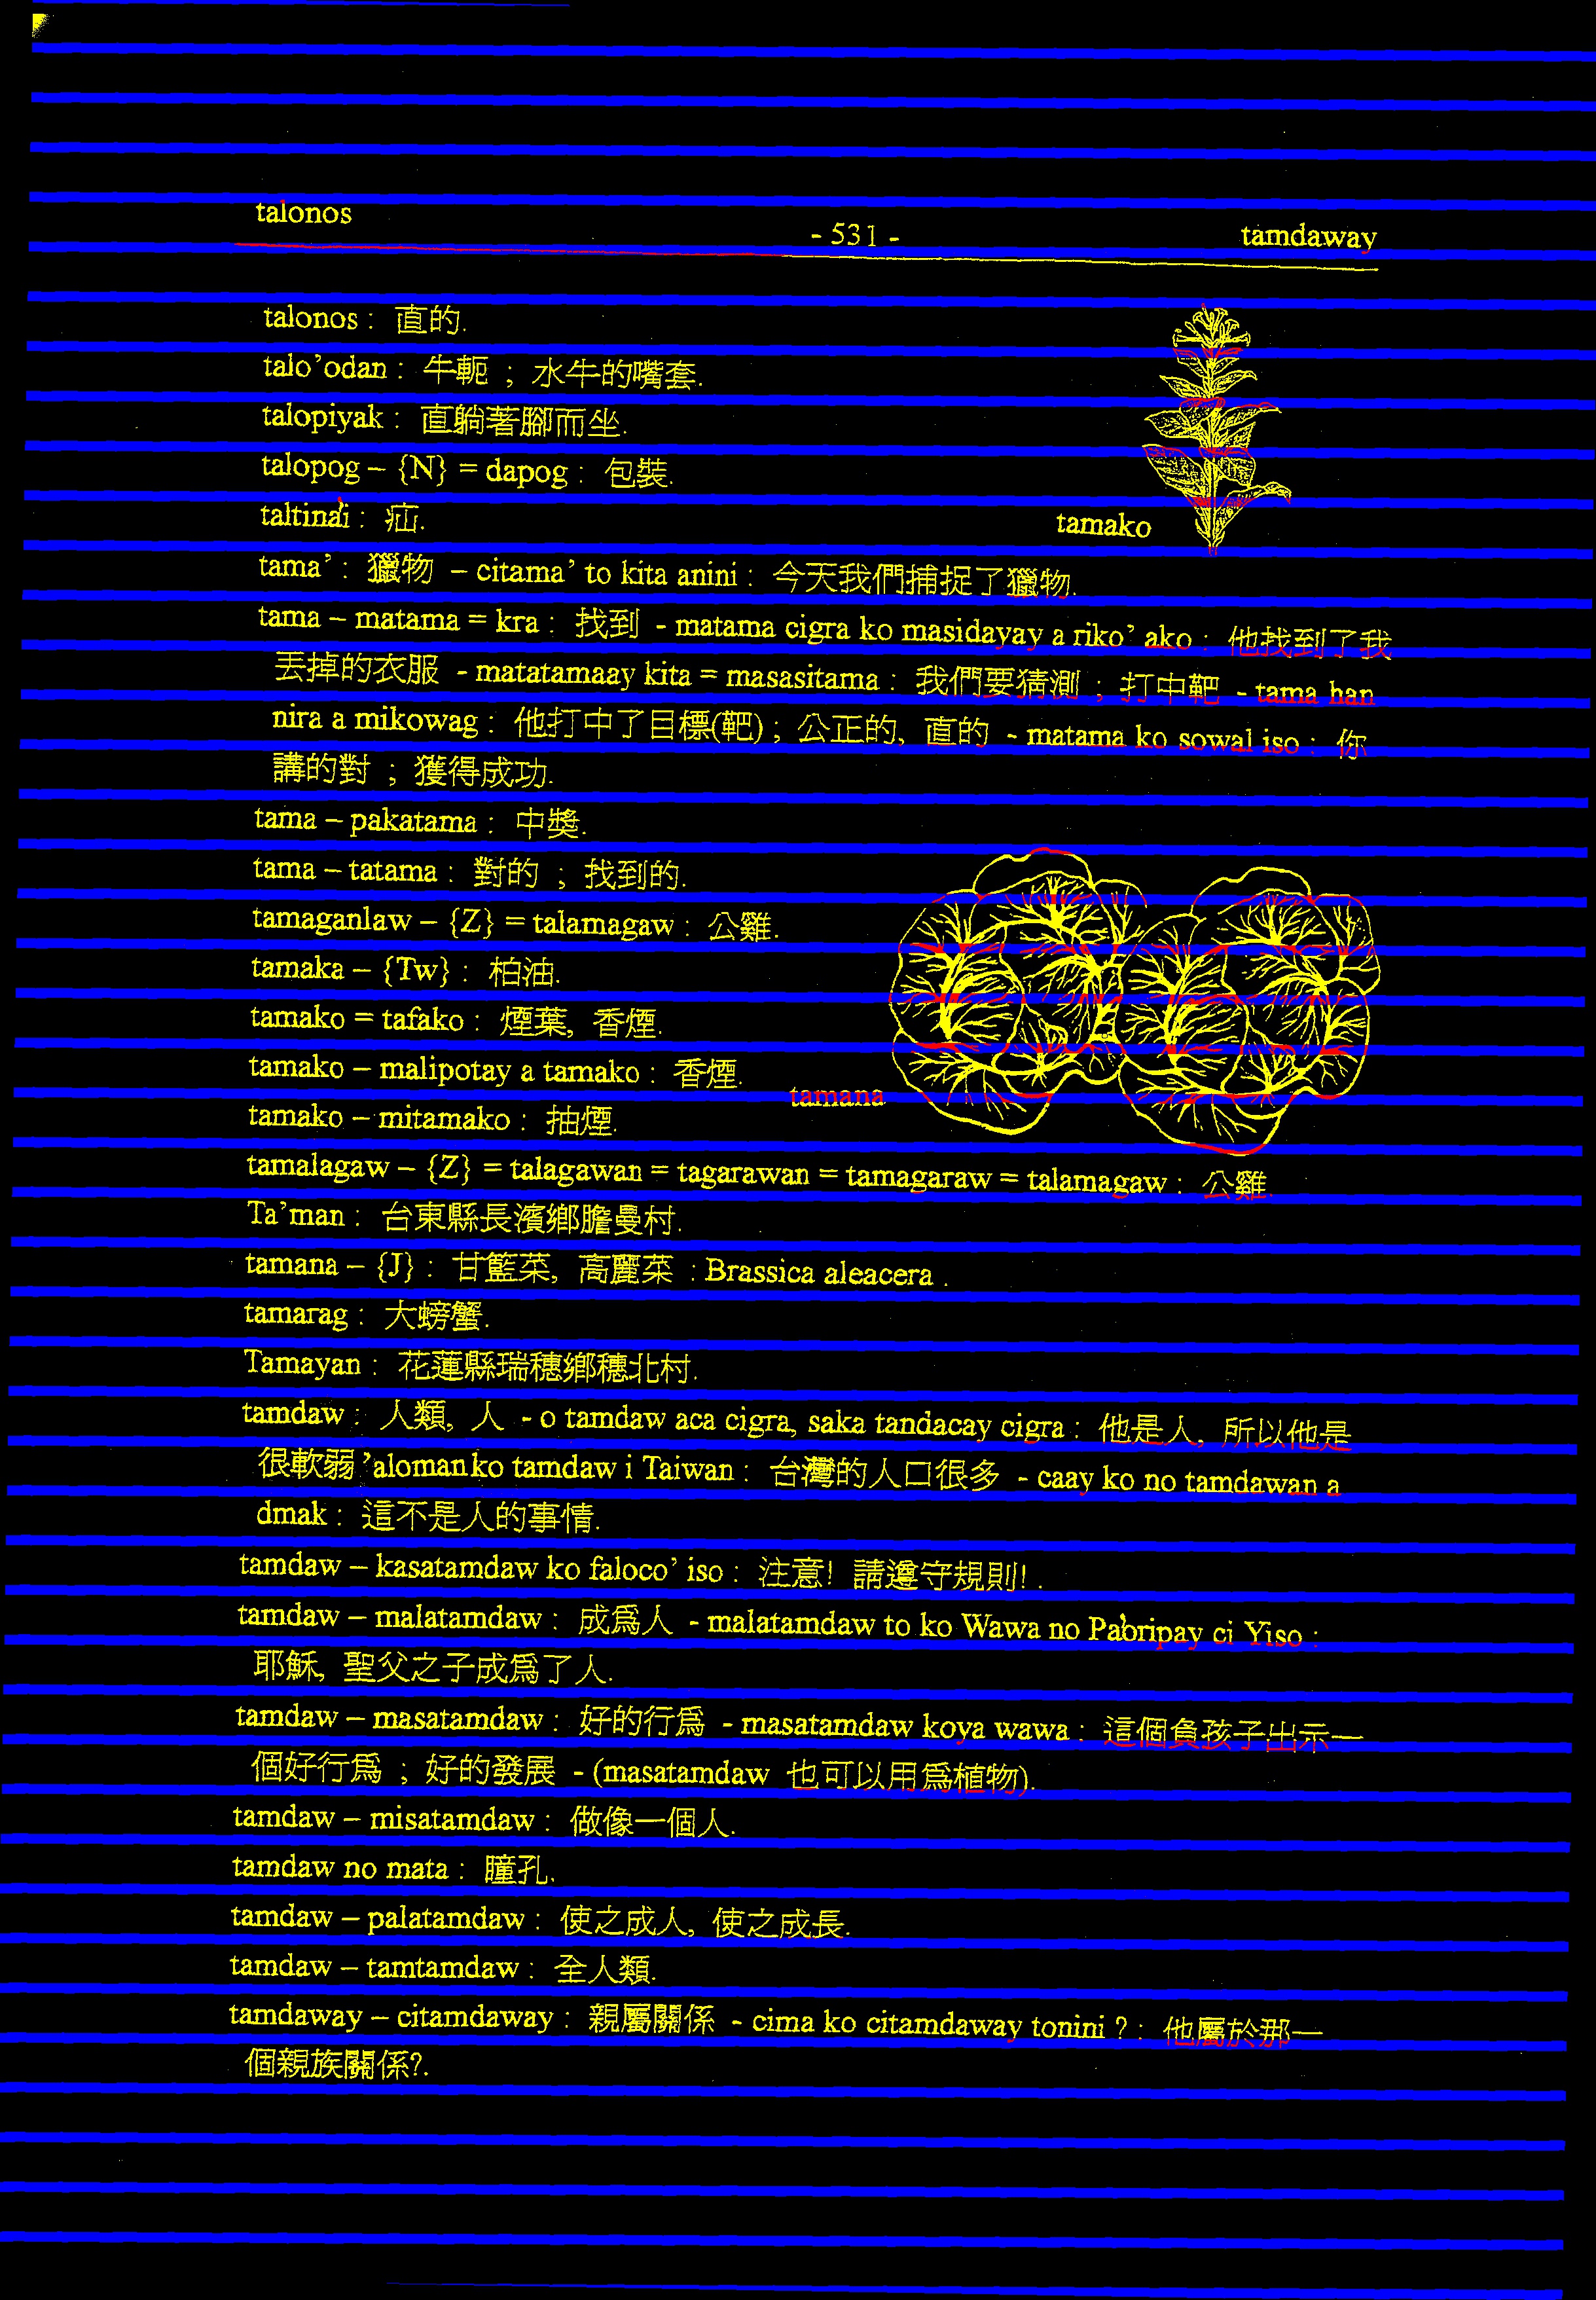 talonos
- 531 -
tamdaway
talonos : 直的.
talo'odan : 牛軛 ; 水牛的嘴套.
talopiyak : 直躺著腳而坐.
talopog – {N} = dapog : 包裝.
taltina'i : 疝.
tamako
tama' : 獵物 – citama' to kita anini : 今天我們捕捉了獵物.
tama – matama = kra : 找到 - matama cigra ko masidayay a riko' ako : 他找到了我
丟掉的衣服 - matatamaay kita = masasitama : 我們要猜測 ; 打中靶 - tama han
nira a mikowag : 他打中了目標(靶) ; 公正的, 直的 - matama ko sowal iso : 你
講的對 ; 獲得成功.
tama – pakatama : 中獎.
tama – tatama : 對的 ; 找到的.
tamaganlaw – {Z} = talamagaw : 公雞.
tamaka – {Tw} : 柏油.
tamako = tafako : 煙葉, 香煙.
tamako – malipotay a tamako : 香煙.
tamana
tamako – mitamako : 抽煙.
tamalagaw – {Z} = talagawan = tagarawan = tamagaraw = talamagaw : 公雞.
Ta'man : 台東縣長濱鄉膽曼村.
tamana – {J} : 甘籃菜, 高麗菜 : Brassica aleacera .
tamarag : 大螃蟹.
Tamayan : 花蓮縣瑞穗鄉穗北村.
tamdaw : 人類, 人 - o tamdaw aca cigra, saka tandacay cigra : 他是人, 所以他是
很軟弱 'aloman ko tamdaw i Taiwan : 台灣的人口很多 - caay ko no tamdawan a
dmak : 這不是人的事情.
tamdaw – kasatamdaw ko faloco' iso : 注意! 請遵守規則! .
tamdaw – malatamdaw : 成爲人 - malatamdaw to ko Wawa no Pa'oripay ci Yiso :
耶穌, 聖父之子成爲了人.
tamdaw – masatamdaw : 好的行爲 - masatamdaw koya wawa : 這個負孩子出示一
個好行爲 ; 好的發展 - (masatamdaw 也可以用爲植物).
tamdaw – misatamdaw : 做像一個人.
tamdaw no mata : 瞳孔.
tamdaw – palatamdaw : 使之成人, 使之成長.
tamdaw – tamtamdaw : 全人類.
tamdaway – citamdaway : 親屬關係 - cima ko citamdaway tonini ? : 他屬於那一
個親族關係?.